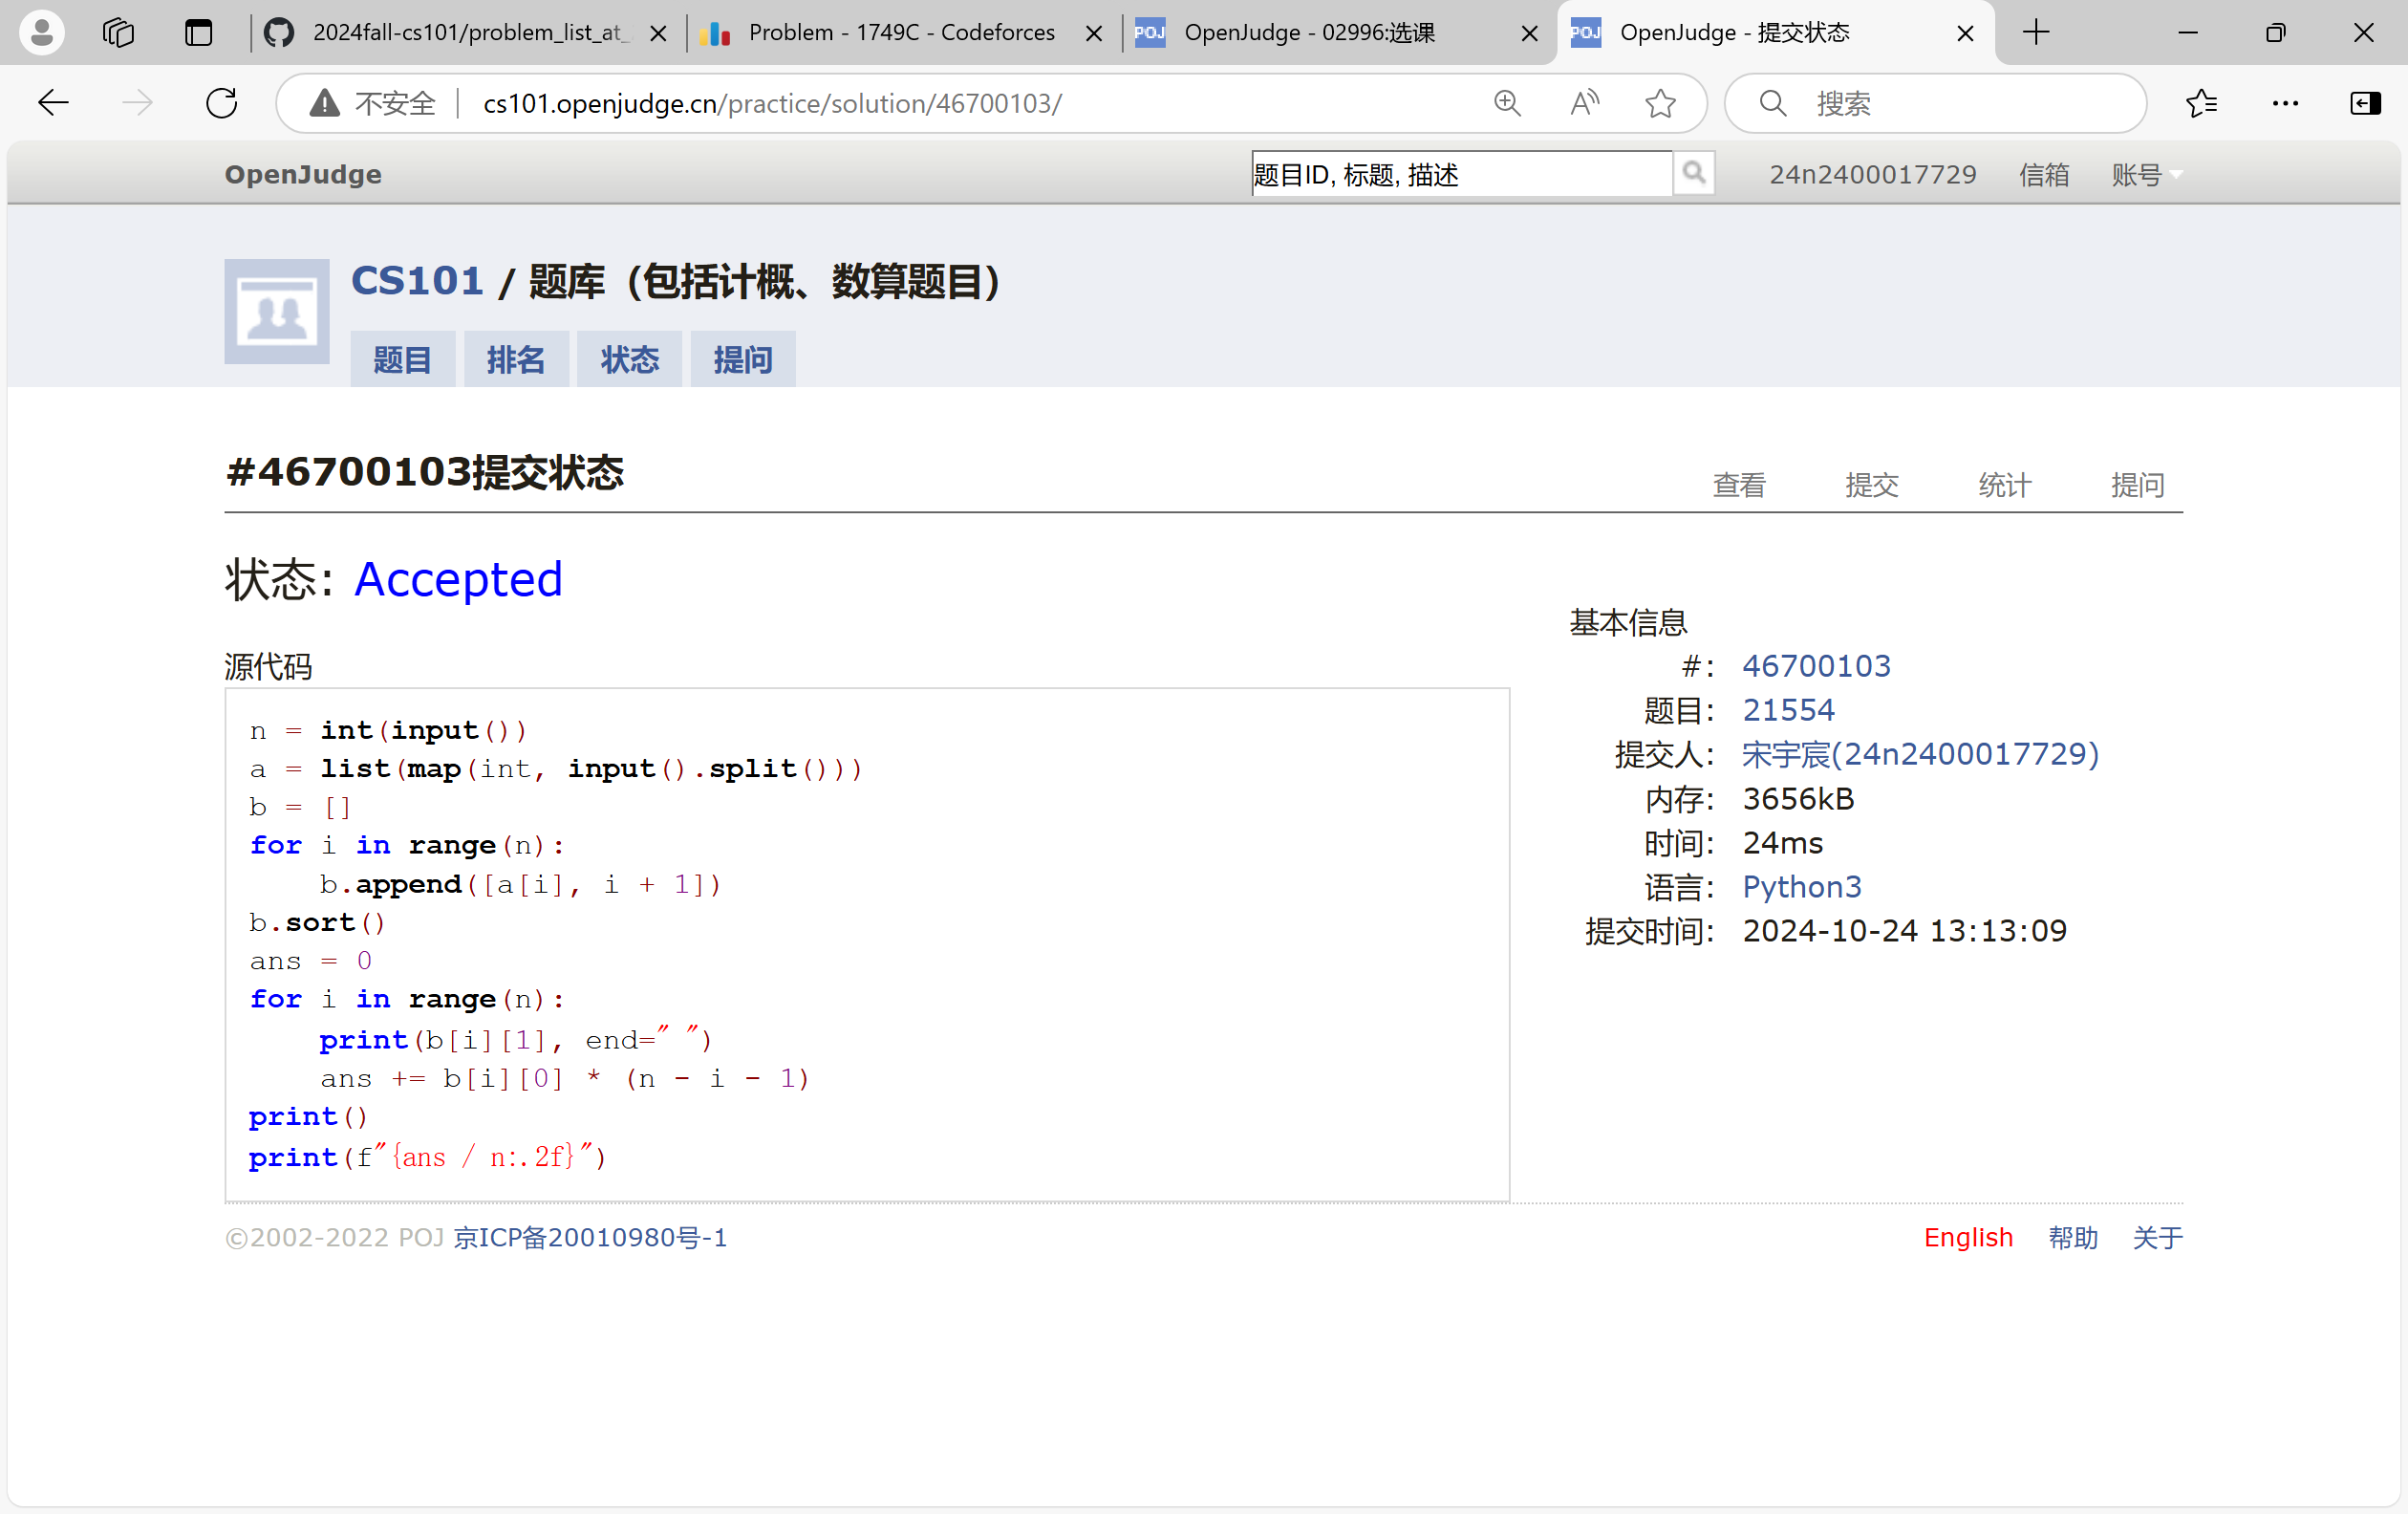 2024fall-cs101/problem_list_at_
Problem - 1749C - Codeforces
POJ
OpenJudge - 02996:选课
POJ
OpenJudge - 提交状态
不安全
cs101.openjudge.cn/practice/solution/46700103/
搜索
OpenJudge
题目ID, 标题, 描述
24n2400017729
信箱
账号
CS101 / 题库（包括计概、数算题目）
题目
排名
状态
提问
#46700103提交状态
查看
提交
统计
提问
状态: Accepted
源代码
n = int(input())
a = list(map(int, input().split()))
b = []
for i in range(n):
    b.append([a[i], i + 1])
b.sort()
ans = 0
for i in range(n):
    print(b[i][1], end=" ")
    ans += b[i][0] * (n - i - 1)
print()
print(f"{ans / n:.2f}")
基本信息
#: 46700103
题目: 21554
提交人: 宋宇宸(24n2400017729)
内存: 3656kB
时间: 24ms
语言: Python3
提交时间: 2024-10-24 13:13:09
©2002-2022 POJ 京ICP备20010980号-1
English
帮助
关于